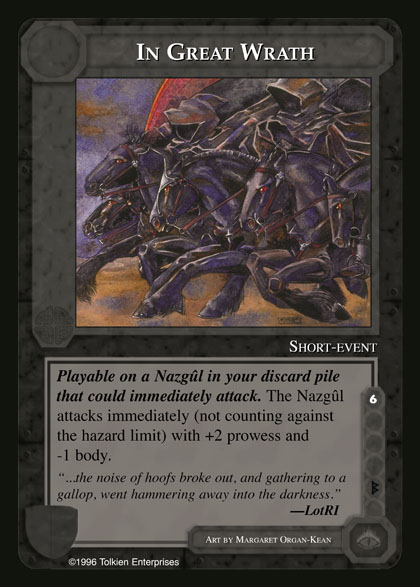 In Great Wrath
Short-event
Playable on a Nazgûl in your discard pile
that could immediately attack. The Nazgûl
attacks immediately (not counting against
the hazard limit) with +2 prowess and
-1 body.
6
“...the noise of hoofs broke out, and gathering to a
gallop, went hammering away into the darkness.”
—LotRI
Art by Margaret Organ-Kean
©1996 Tolkien Enterprises